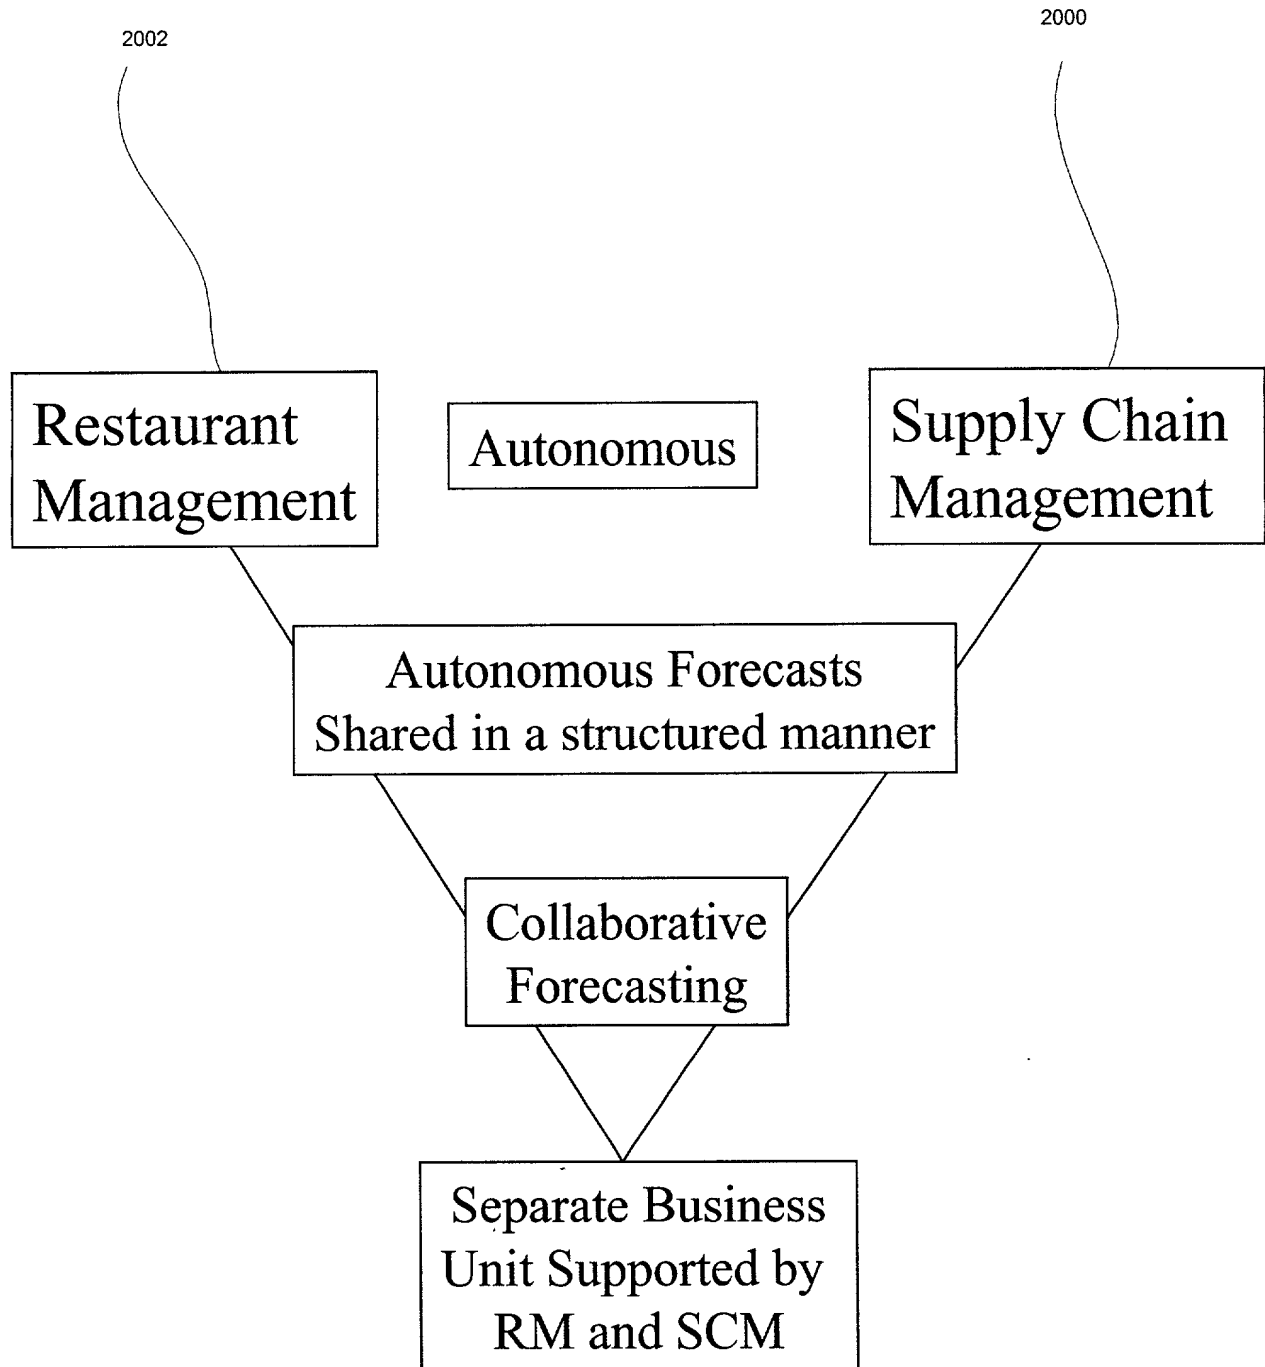 2002
2000
Restaurant
Management
Autonomous
Supply Chain
Management
Autonomous Forecasts
Shared in a structured manner
Collaborative
Forecasting
Separate Business
Unit Supported by
RM and SCM